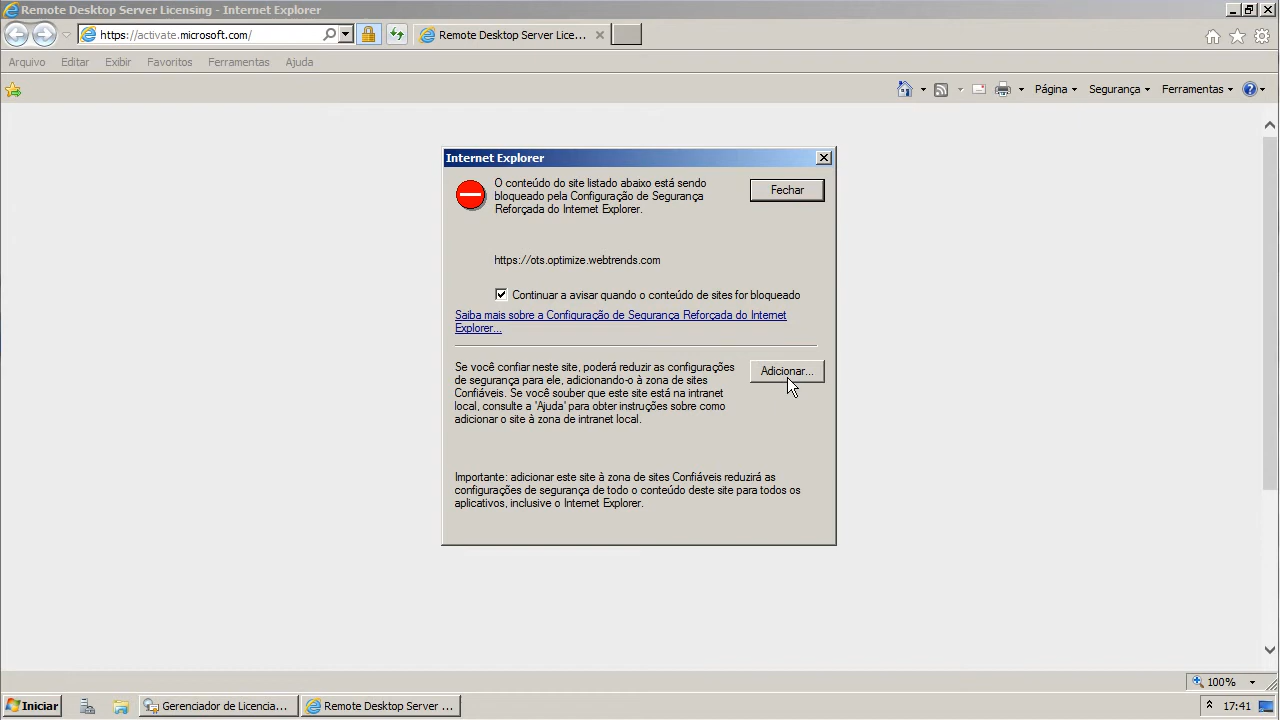 Remote Desktop Server Licensing - Internet Explorer
https://activate.microsoft.com/
Remote Desktop Server Lice...
Arquivo Editar Exibir Favoritos Ferramentas Ajuda
Página Segurança Ferramentas
Internet Explorer
O conteúdo do site listado abaixo está sendo
bloqueado pela Configuração de Segurança
Reforçada do Internet Explorer.
Fechar
https://ots.optimize.webtrends.com
Continuar a avisar quando o conteúdo de sites for bloqueado
Saiba mais sobre a Configuração de Segurança Reforçada do Internet
Explorer...
Se você confiar neste site, poderá reduzir as configurações
de segurança para ele, adicionando-o à zona de sites
Confiáveis. Se você souber que este site está na intranet
local, consulte a 'Ajuda' para obter instruções sobre como
adicionar o site à zona de intranet local.
Adicionar...
Importante: adicionar este site à zona de sites Confiáveis reduzirá as
configurações de segurança de todo o conteúdo deste site para todos os
aplicativos, inclusive o Internet Explorer.
100%
Iniciar
Gerenciador de Licencia...
Remote Desktop Server ...
17:41